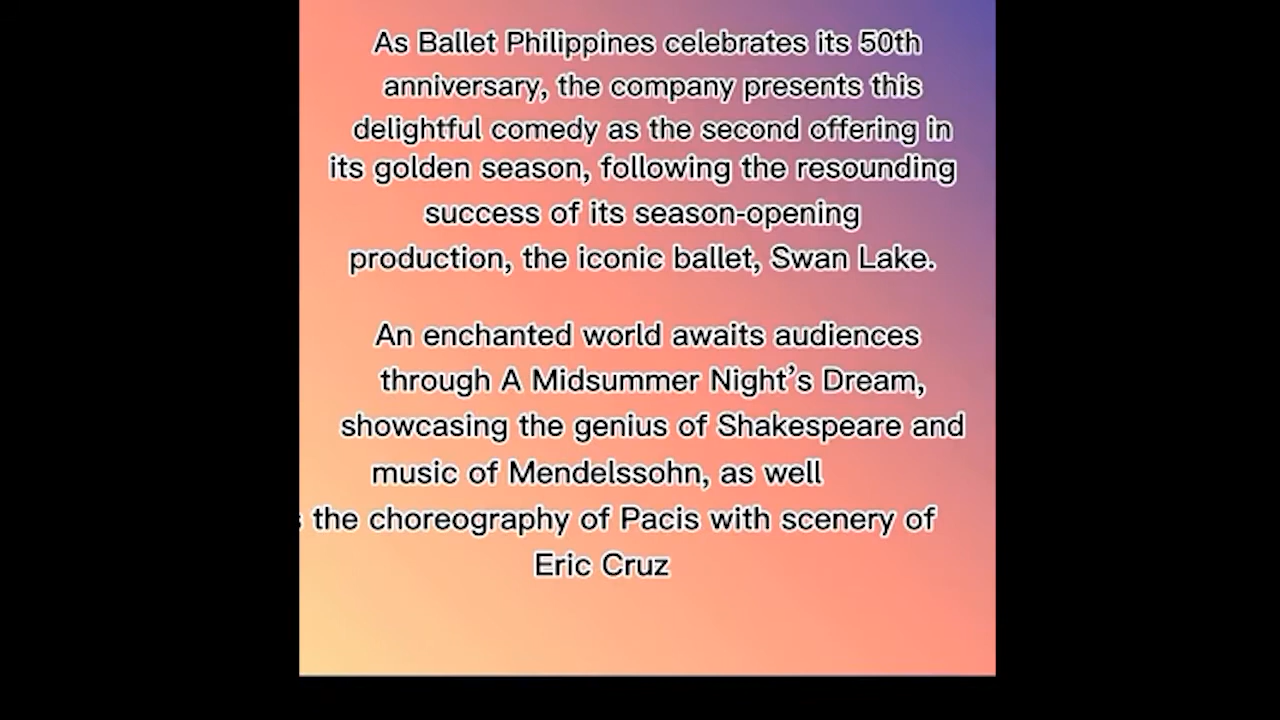 As Ballet Philippines celebrates its 50th
anniversary, the company presents this
delightful comedy as the second offering in
its golden season, following the resounding
success of its season-opening
production, the iconic ballet, Swan Lake.
An enchanted world awaits audiences
through A Midsummer Night’s Dream,
showcasing the genius of Shakespeare and
music of Mendelssohn, as well
the choreography of Pacis with scenery of
Eric Cruz